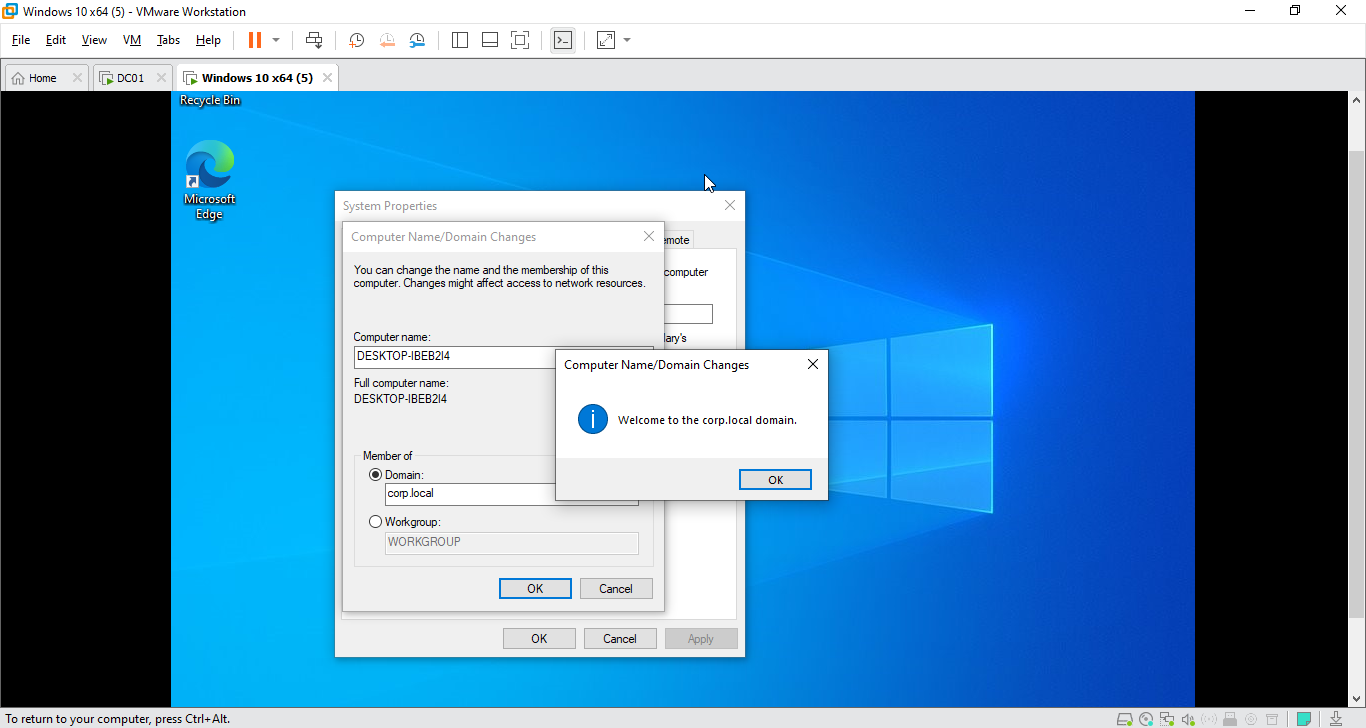 Windows 10 x64 (5) - VMware Workstation
File Edit View VM Tabs Help
Home DC01 Windows 10 x64 (5)
Recycle Bin
Microsoft
Edge
System Properties
Computer Name/Domain Changes
emote
You can change the name and the membership of this
computer. Changes might affect access to network resources.
computer
Computer name:
ary's
DESKTOP-IBEB2I4
Full computer name:
DESKTOP-IBEB2I4
Computer Name/Domain Changes
Welcome to the corp.local domain.
OK
Member of
Domain:
corp.local
Workgroup:
WORKGROUP
OK Cancel
OK Cancel Apply
To return to your computer, press Ctrl+Alt.